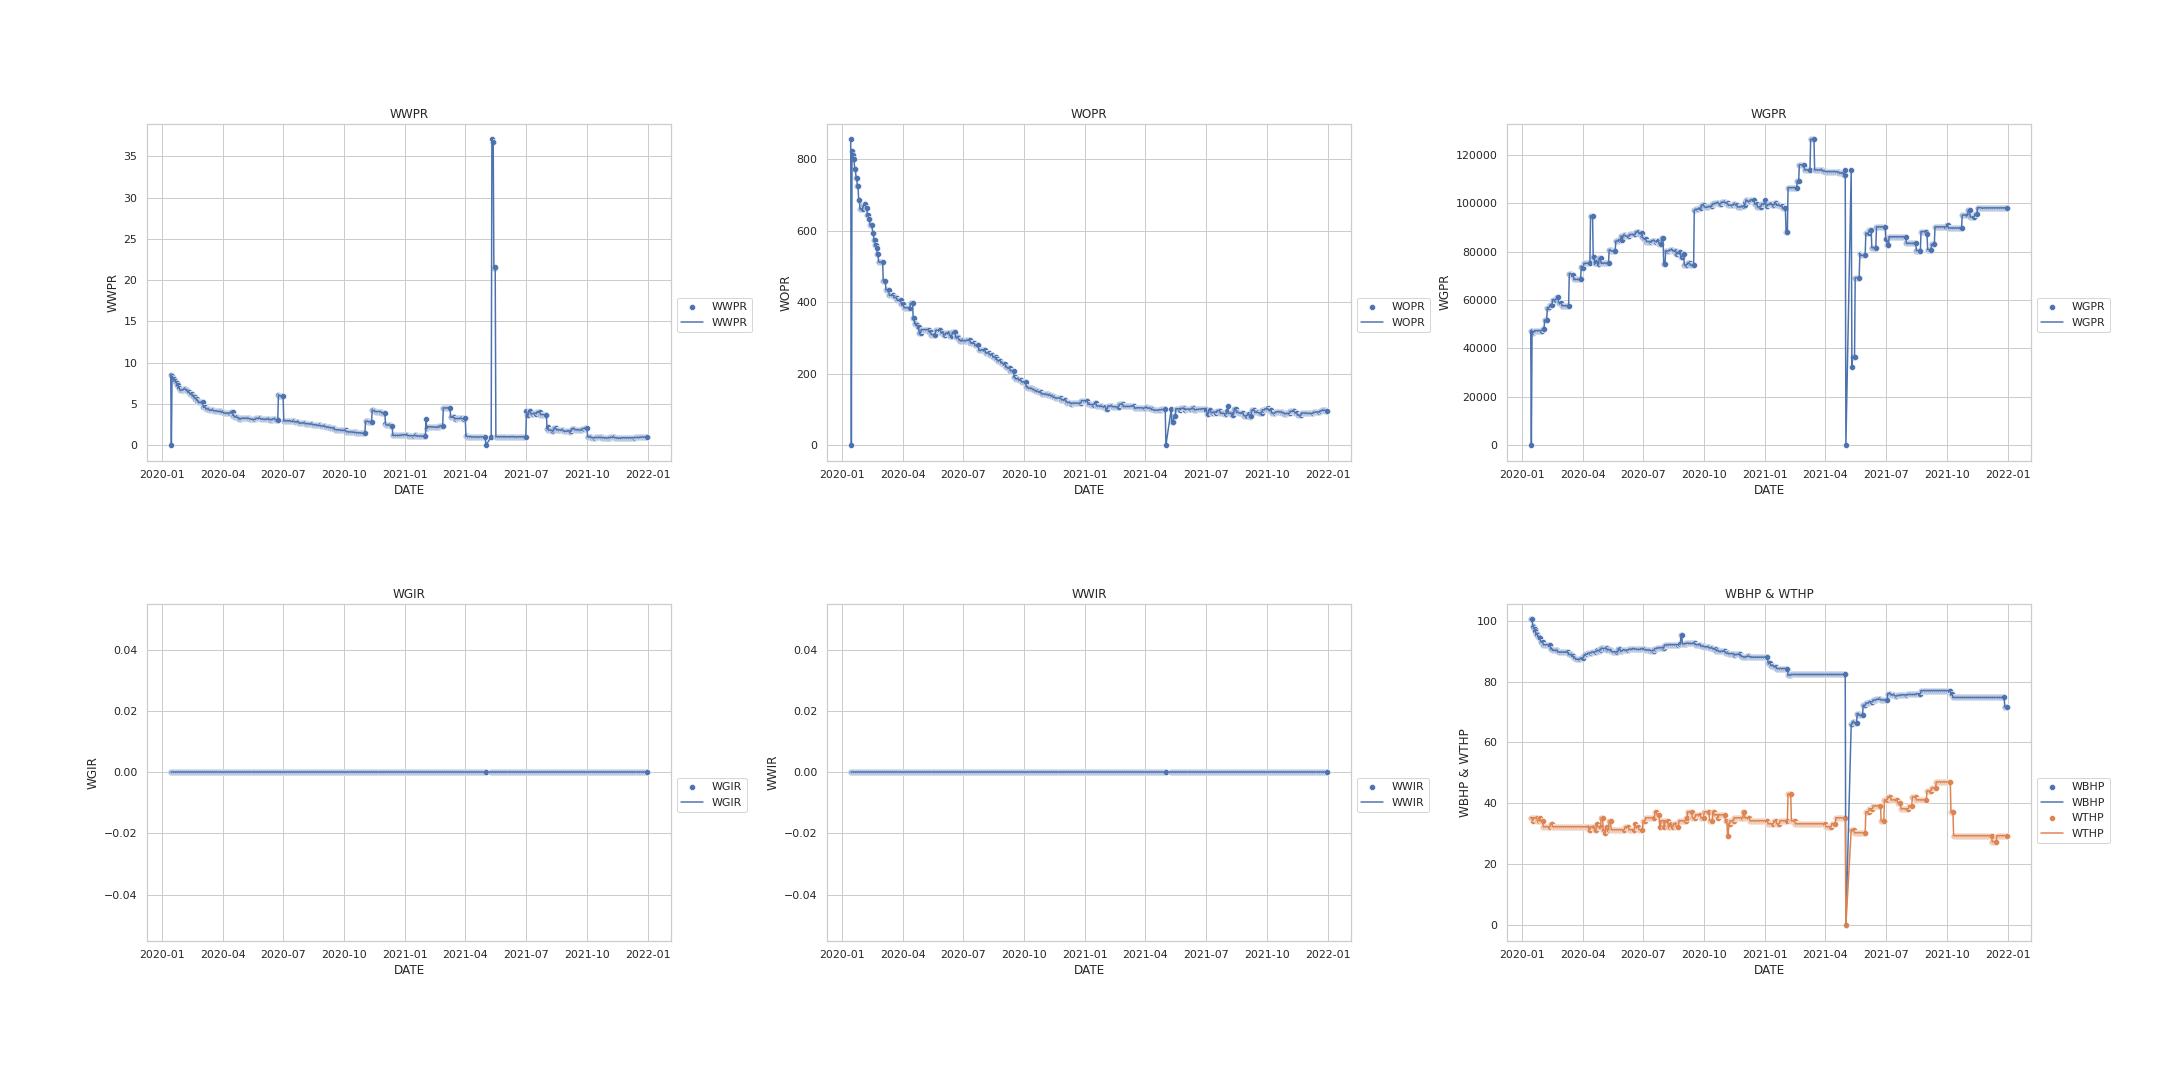 WWPR
WWPR
35
30
25
20
15
10
5
0
2020-01 2020-04 2020-07 2020-10 2021-01 2021-04 2021-07 2021-10 2022-01
DATE
WWPR
WWPR
WOPR
WOPR
800
600
400
200
0
2020-01 2020-04 2020-07 2020-10 2021-01 2021-04 2021-07 2021-10 2022-01
DATE
WOPR
WOPR
WGPR
WGPR
120000
100000
80000
60000
40000
20000
0
2020-01 2020-04 2020-07 2020-10 2021-01 2021-04 2021-07 2021-10 2022-01
DATE
WGPR
WGPR
WGIR
WGIR
0.04
0.02
0.00
−0.02
−0.04
2020-01 2020-04 2020-07 2020-10 2021-01 2021-04 2021-07 2021-10 2022-01
DATE
WGIR
WGIR
WWIR
WWIR
0.04
0.02
0.00
−0.02
−0.04
2020-01 2020-04 2020-07 2020-10 2021-01 2021-04 2021-07 2021-10 2022-01
DATE
WWIR
WWIR
WBHP & WTHP
WBHP & WTHP
100
80
60
40
20
0
2020-01 2020-04 2020-07 2020-10 2021-01 2021-04 2021-07 2021-10 2022-01
DATE
WBHP
WBHP
WTHP
WTHP